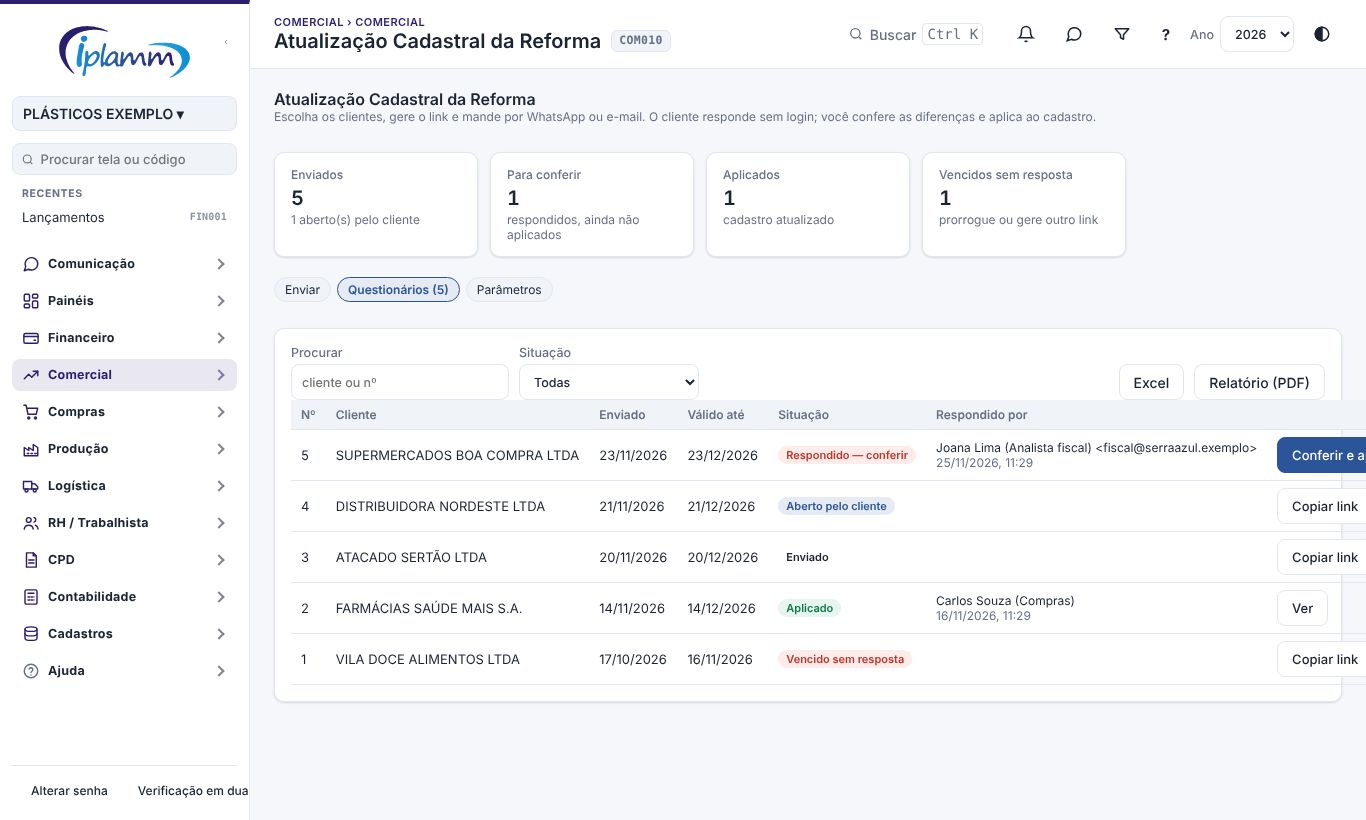 iplamm
‹
PLÁSTICOS EXEMPLO ▾
Procurar tela ou código
RECENTES
Lançamentos FIN001
Comunicação
Painéis
Financeiro
Comercial
Compras
Produção
Logística
RH / Trabalhista
CPD
Contabilidade
Cadastros
Ajuda
Alterar senha Verificação em dua
COMERCIAL › COMERCIAL
Atualização Cadastral da Reforma COM010
Buscar Ctrl K ? Ano 2026
Atualização Cadastral da Reforma
Escolha os clientes, gere o link e mande por WhatsApp ou e-mail. O cliente responde sem login; você confere as diferenças e aplica ao cadastro.
Enviados
5
1 aberto(s) pelo cliente
Para conferir
1
respondidos, ainda não
aplicados
Aplicados
1
cadastro atualizado
Vencidos sem resposta
1
prorrogue ou gere outro link
Enviar Questionários (5) Parâmetros
Procurar Situação
cliente ou nº Todas Excel Relatório (PDF)
Nº Cliente Enviado Válido até Situação Respondido por
5 SUPERMERCADOS BOA COMPRA LTDA 23/11/2026 23/12/2026 Respondido — conferir Joana Lima (Analista fiscal) <fiscal@serraazul.exemplo> Conferir e a
25/11/2026, 11:29
4 DISTRIBUIDORA NORDESTE LTDA 21/11/2026 21/12/2026 Aberto pelo cliente Copiar link
3 ATACADO SERTÃO LTDA 20/11/2026 20/12/2026 Enviado Copiar link
2 FARMÁCIAS SAÚDE MAIS S.A. 14/11/2026 14/12/2026 Aplicado Carlos Souza (Compras) Ver
16/11/2026, 11:29
1 VILA DOCE ALIMENTOS LTDA 17/10/2026 16/11/2026 Vencido sem resposta Copiar link